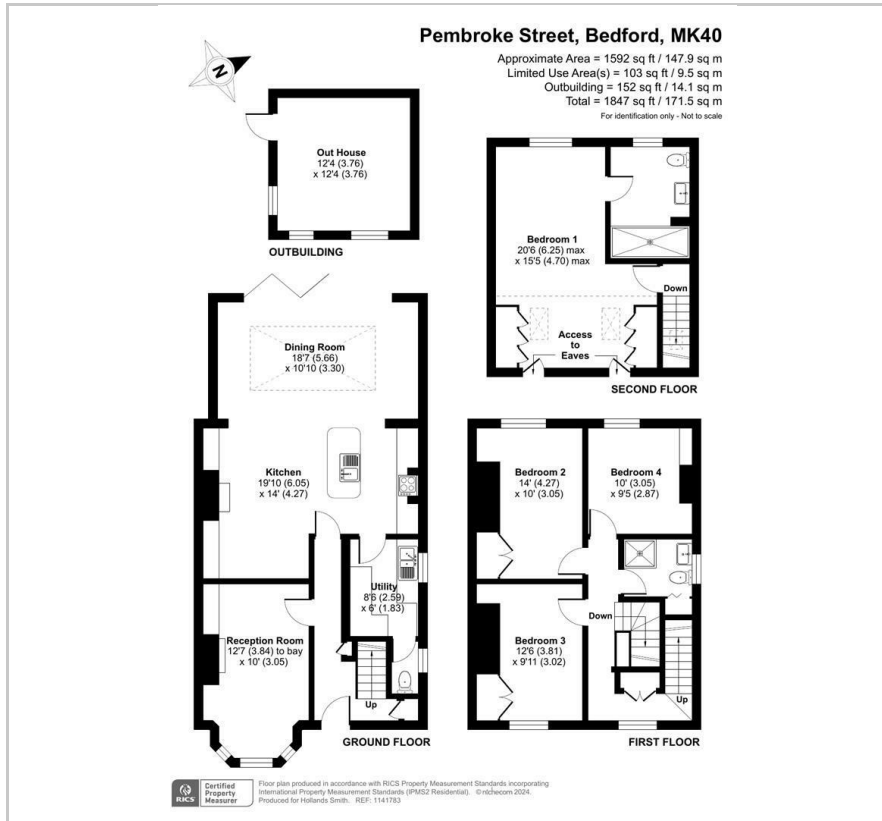 Pembroke Street, Bedford, MK40
Approximate Area = 1592 sq ft / 147.9 sq m
Limited Use Area(s) = 103 sq ft / 9.5 sq m
Outbuilding = 152 sq ft / 14.1 sq m
Total = 1847 sq ft / 171.5 sq m
For identification only - Not to scale
N
Out House
12'4 (3.76)
x 12'4 (3.76)
OUTBUILDING
Bedroom 1
20'6 (6.25) max
x 15'5 (4.70) max
Down
Access
to
Eaves
SECOND FLOOR
Dining Room
18'7 (5.66)
x 10'10 (3.30)
Kitchen
19'10 (6.05)
x 14' (4.27)
Utility
8'6 (2.59)
x 6' (1.83)
Reception Room
12'7 (3.84) to bay
x 10' (3.05)
Up
GROUND FLOOR
Bedroom 2
14' (4.27)
x 10' (3.05)
Bedroom 4
10' (3.05)
x 9'5 (2.87)
Bedroom 3
12'6 (3.81)
x 9'11 (3.02)
Down
Up
FIRST FLOOR
RICS
Certified
Property
Measurer
Floor plan produced in accordance with RICS Property Measurement Standards incorporating
International Property Measurement Standards (IPMS2 Residential). © nichecom 2024.
Produced for Hollands Smith. REF: 1141783